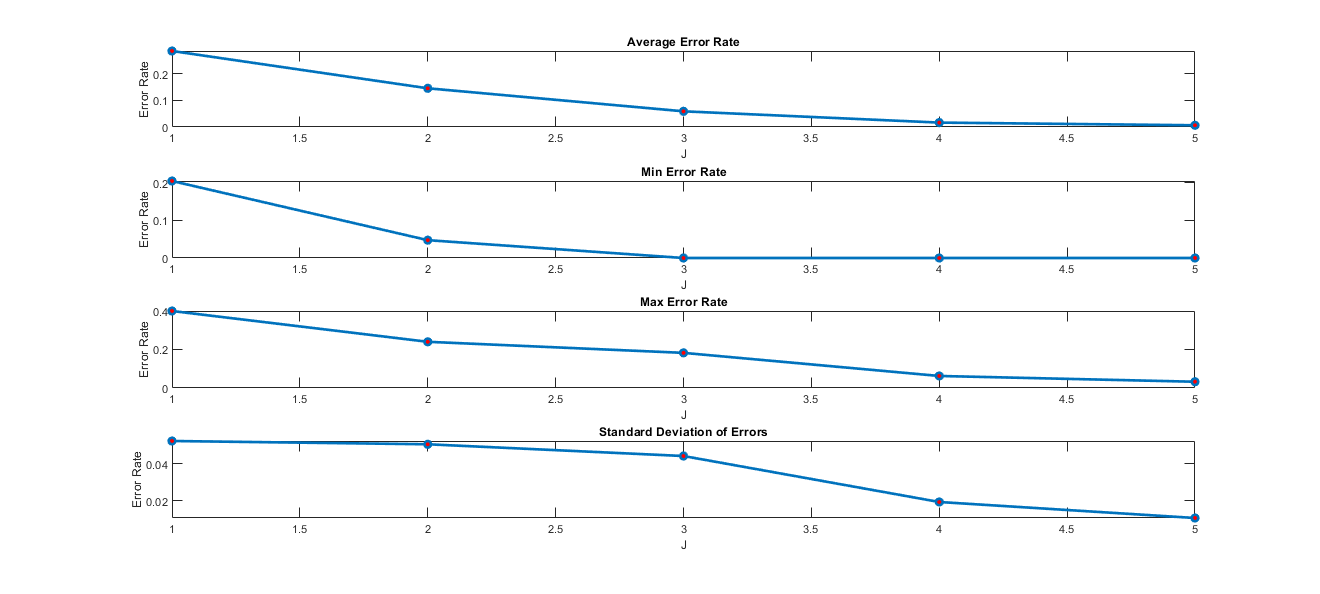 Average Error Rate
Error Rate
0.2
0.1
0
1 1.5 2 2.5 3 3.5 4 4.5 5
J
Min Error Rate
Error Rate
0.2
0.1
0
1 1.5 2 2.5 3 3.5 4 4.5 5
J
Max Error Rate
Error Rate
0.4
0.2
0
1 1.5 2 2.5 3 3.5 4 4.5 5
J
Standard Deviation of Errors
Error Rate
0.04
0.02
1 1.5 2 2.5 3 3.5 4 4.5 5
J